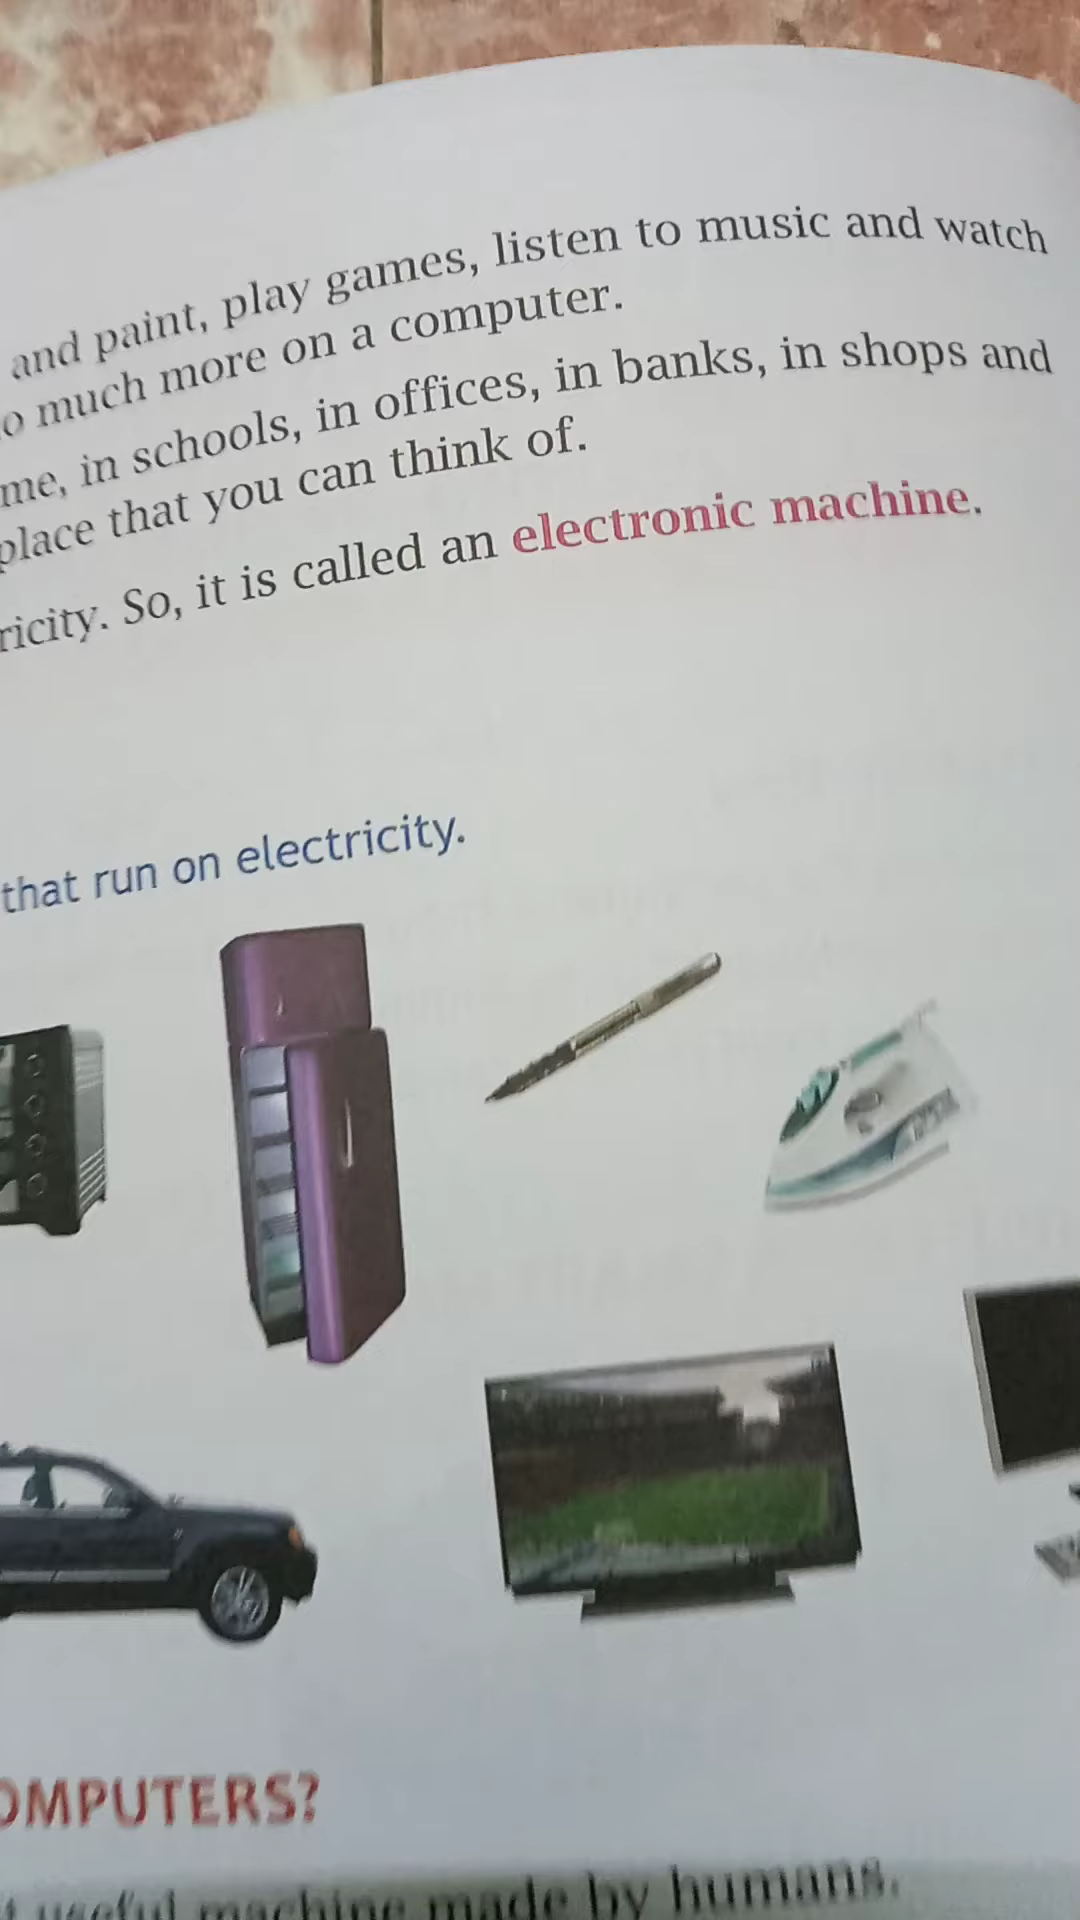 and paint, play games, listen to music and watch
much more on a computer.
in schools, in offices, in banks, in shops and
place that you can think of.
So, it is called an electronic machine.
that run on electricity.
OMPUTERS?
useful machine made by humans.